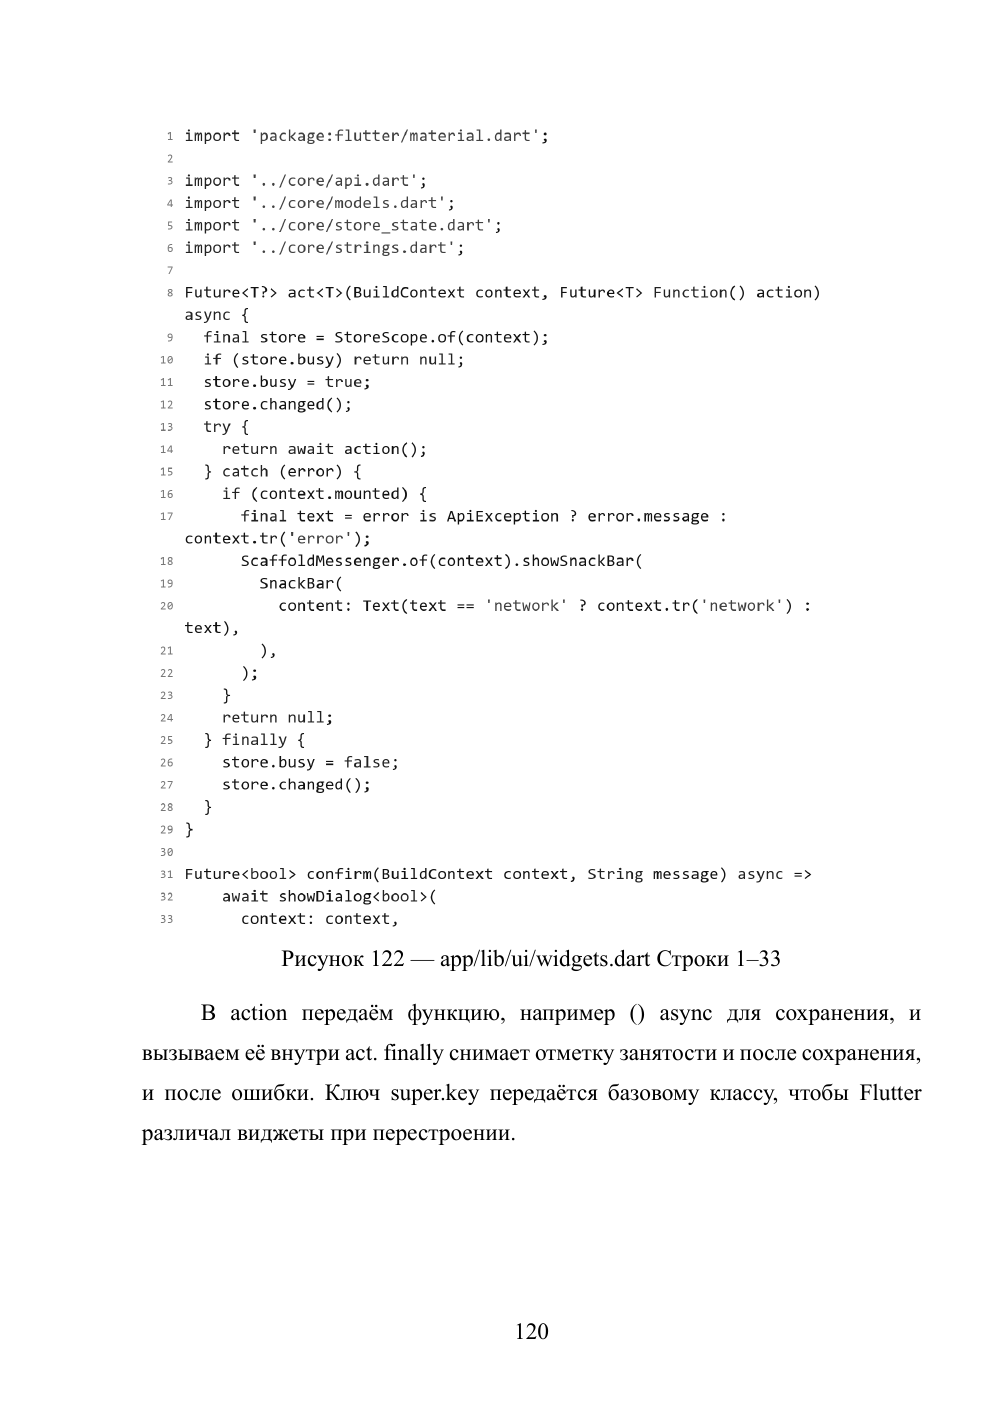 1 import 'package:flutter/material.dart';
2
3 import '../core/api.dart';
4 import '../core/models.dart';
5 import '../core/store_state.dart';
6 import '../core/strings.dart';
7
8 Future<T?> act<T>(BuildContext context, Future<T> Function() action)
async {
9   final store = StoreScope.of(context);
10   if (store.busy) return null;
11   store.busy = true;
12   store.changed();
13   try {
14     return await action();
15   } catch (error) {
16     if (context.mounted) {
17       final text = error is ApiException ? error.message :
context.tr('error');
18       ScaffoldMessenger.of(context).showSnackBar(
19         SnackBar(
20           content: Text(text == 'network' ? context.tr('network') :
text),
21         ),
22       );
23     }
24     return null;
25   } finally {
26     store.busy = false;
27     store.changed();
28   }
29 }
30
31 Future<bool> confirm(BuildContext context, String message) async =>
32     await showDialog<bool>(
33       context: context,
Рисунок 122 — app/lib/ui/widgets.dart Строки 1–33
В action передаём функцию, например () async для сохранения, и
вызываем её внутри act. finally снимает отметку занятости и после сохранения,
и после ошибки. Ключ super.key передаётся базовому классу, чтобы Flutter
различал виджеты при перестроении.
120